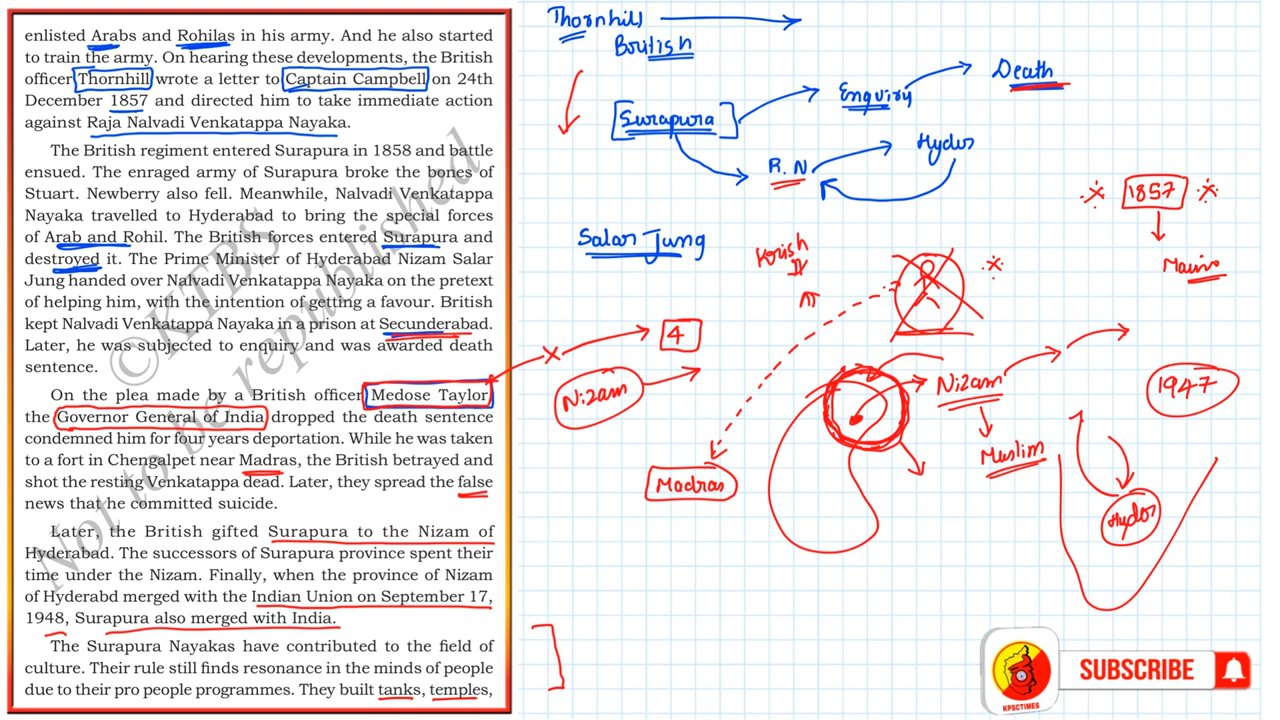 enlisted Arabs and Rohilas in his army. And he also started
to train the army. On hearing these developments, the British
officer Thornhill wrote a letter to Captain Campbell on 24th
December 1857 and directed him to take immediate action
against Raja Nalvadi Venkatappa Nayaka.
The British regiment entered Surapura in 1858 and battle
ensued. The enraged army of Surapura broke the bones of
Stuart. Newberry also fell. Meanwhile, Nalvadi Venkatappa
Nayaka travelled to Hyderabad to bring the special forces
of Arab and Rohil. The British forces entered Surapura and
destroyed it. The Prime Minister of Hyderabad Nizam Salar
Jung handed over Nalvadi Venkatappa Nayaka on the pretext
of helping him, with the intention of getting a favour. British
kept Nalvadi Venkatappa Nayaka in a prison at Secunderabad.
Later, he was subjected to enquiry and was awarded death
sentence.
On the plea made by a British officer Medose Taylor
the Governor General of India dropped the death sentence
condemned him for four years deportation. While he was taken
to a fort in Chengalpet near Madras, the British betrayed and
shot the resting Venkatappa dead. Later, they spread the false
news that he committed suicide.
Later, the British gifted Surapura to the Nizam of
Hyderabad. The successors of Surapura province spent their
time under the Nizam. Finally, when the province of Nizam
of Hyderabd merged with the Indian Union on September 17,
1948, Surapura also merged with India.
The Surapura Nayakas have contributed to the field of
culture. Their rule still finds resonance in the minds of people
due to their pro people programmes. They built tanks, temples,
©KTBS
Not to be republished
Thornhill
British
Surapura
Enquiry
Death
R.N
Hyder
1857
Salar Jung
Krish
II
4
Nizam
Nizam
Muslim
Madras
1947
Hyder
KPSCTIMES
SUBSCRIBE